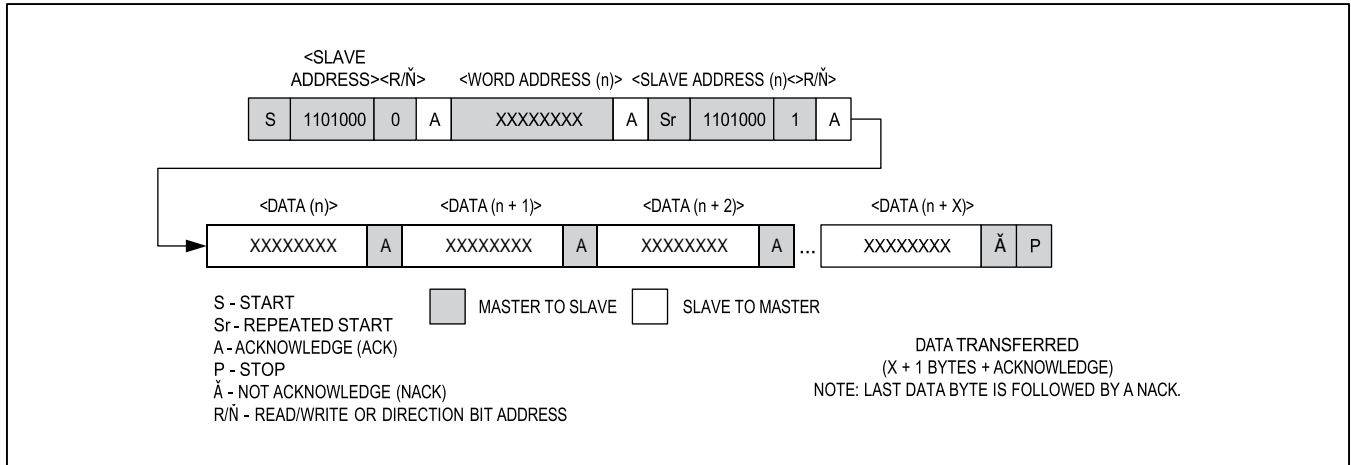 <SLAVE
ADDRESS><R/Ň> <WORD ADDRESS (n)> <SLAVE ADDRESS (n)<>R/Ň>
S 1101000 0 A XXXXXXXX A Sr 1101000 1 A
<DATA (n)> <DATA (n + 1)> <DATA (n + 2)> <DATA (n + X)>
XXXXXXXX A XXXXXXXX A XXXXXXXX A ... XXXXXXXX Ǎ P
S - START
Sr - REPEATED START
A - ACKNOWLEDGE (ACK)
P - STOP
Ǎ - NOT ACKNOWLEDGE (NACK)
R/Ň - READ/WRITE OR DIRECTION BIT ADDRESS
MASTER TO SLAVE SLAVE TO MASTER
DATA TRANSFERRED
(X + 1 BYTES + ACKNOWLEDGE)
NOTE: LAST DATA BYTE IS FOLLOWED BY A NACK.